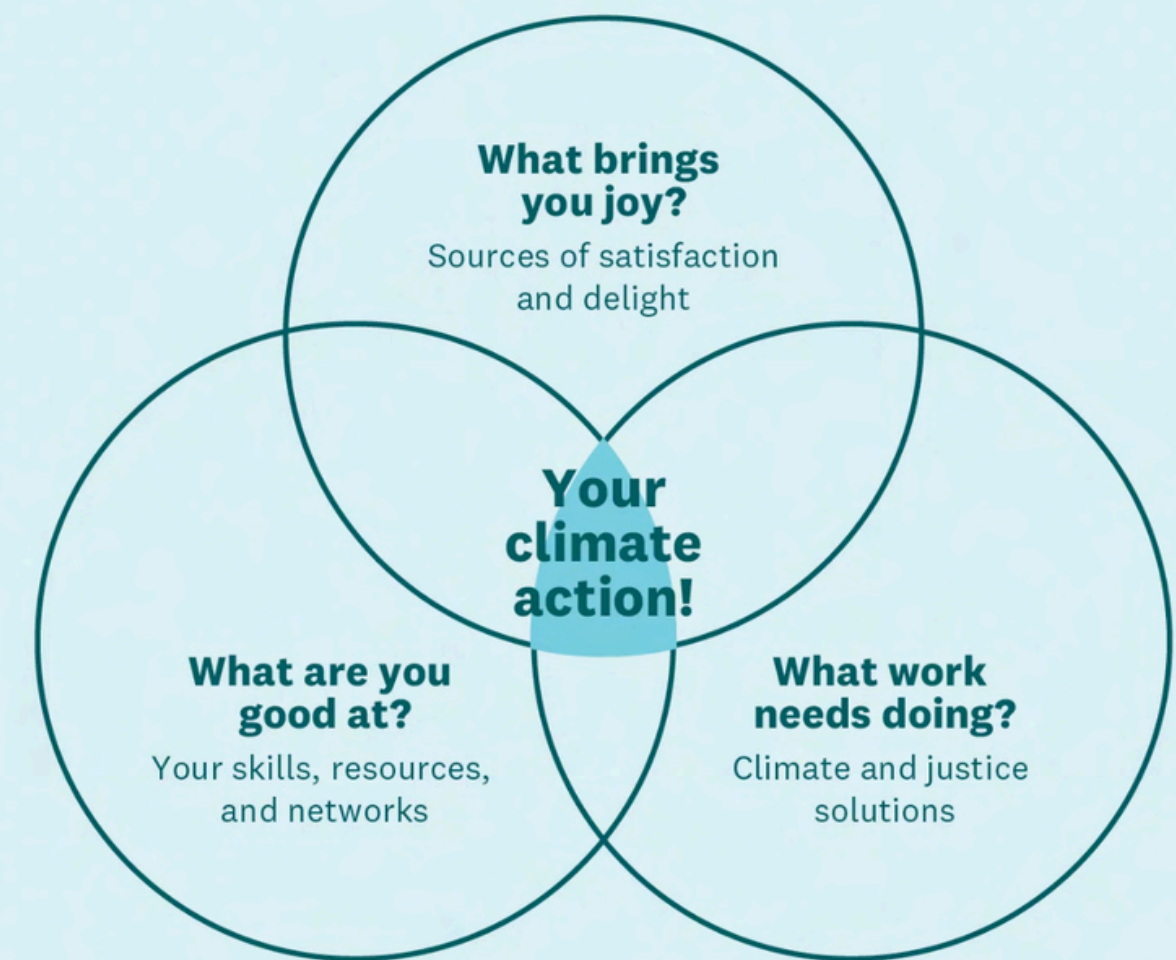 What brings
you joy?
Sources of satisfaction
and delight
Your
climate
action!
What are you
good at?
Your skills, resources,
and networks
What work
needs doing?
Climate and justice
solutions